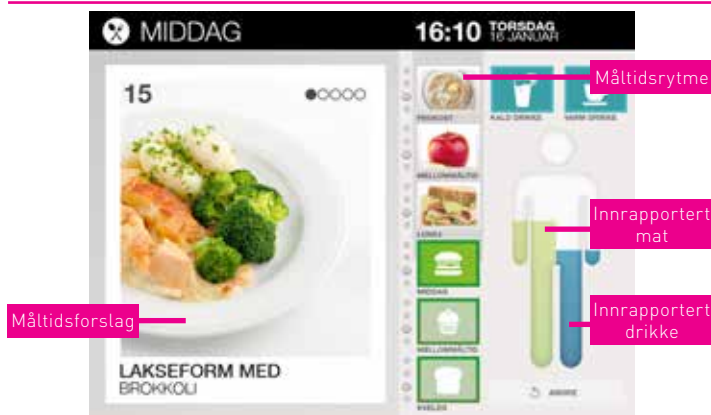 MIDDAG
16:10 TORSDAG
16 JANUAR
Måltidsrytme
15
FROKOST
KALD DRIKKE
VARM DRIKKE
MELLOMMÅLTID
LUNSJ
Innrapportert
mat
MIDDAG
Måltidsforslag
Innrapportert
drikke
MELLOMMÅLTID
LAKSEFORM MED
BROKKOLI
ANGRE
KVELDS